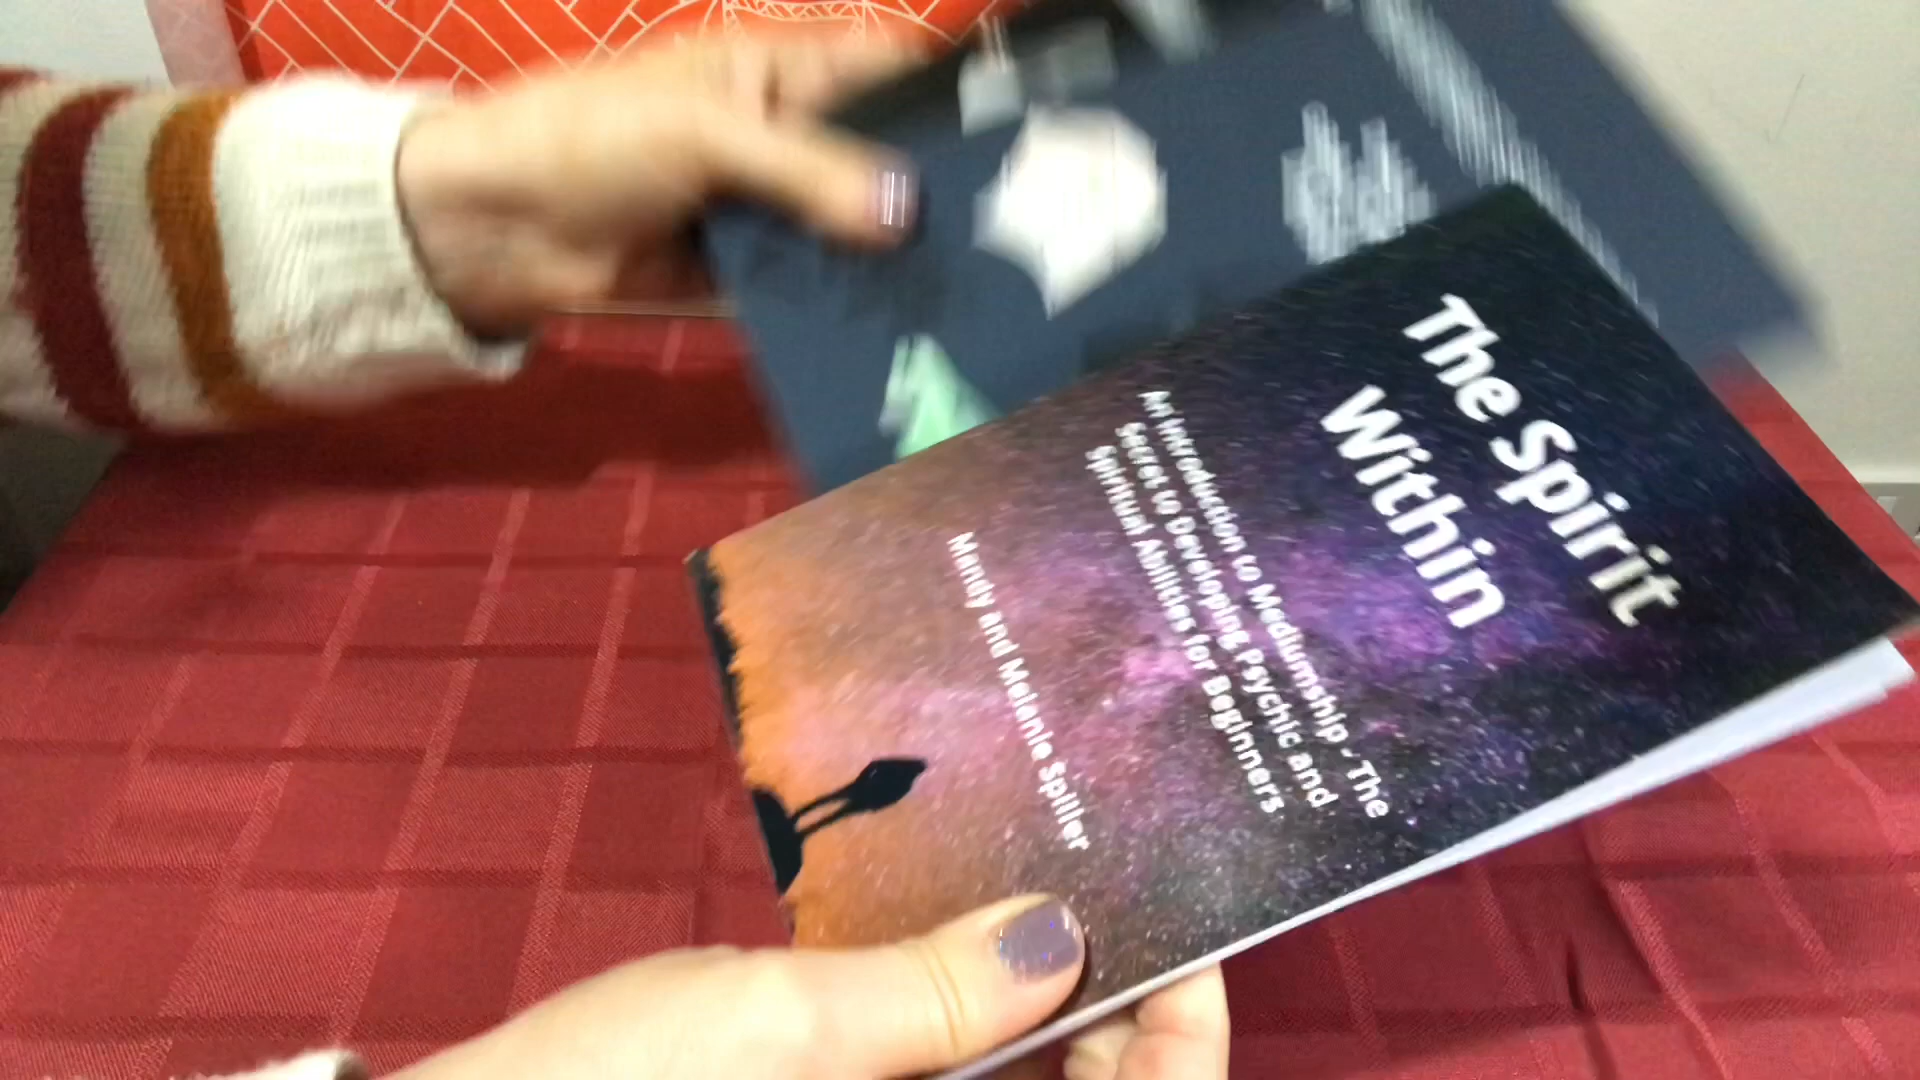 The Spirit
Within
An Introduction to Mediumship - The
Secret to Developing Psychic and
Spiritual Abilities for Beginners
Mandy and Melanie Spiller